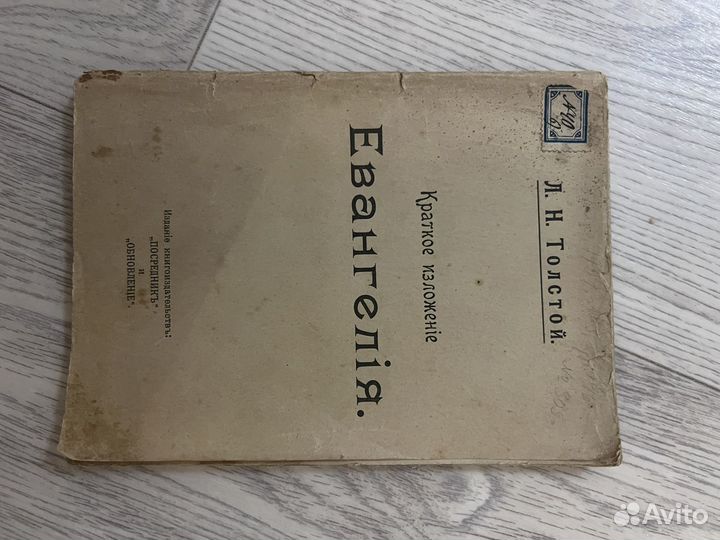 Л. Н. Толстой.
Краткое изложеніе
Евангелія.
Изданіе книгоиздательствъ:
„ПОСРЕДНИКЪ“
и
„ОБНОВЛЕНІЕ“.
Avito